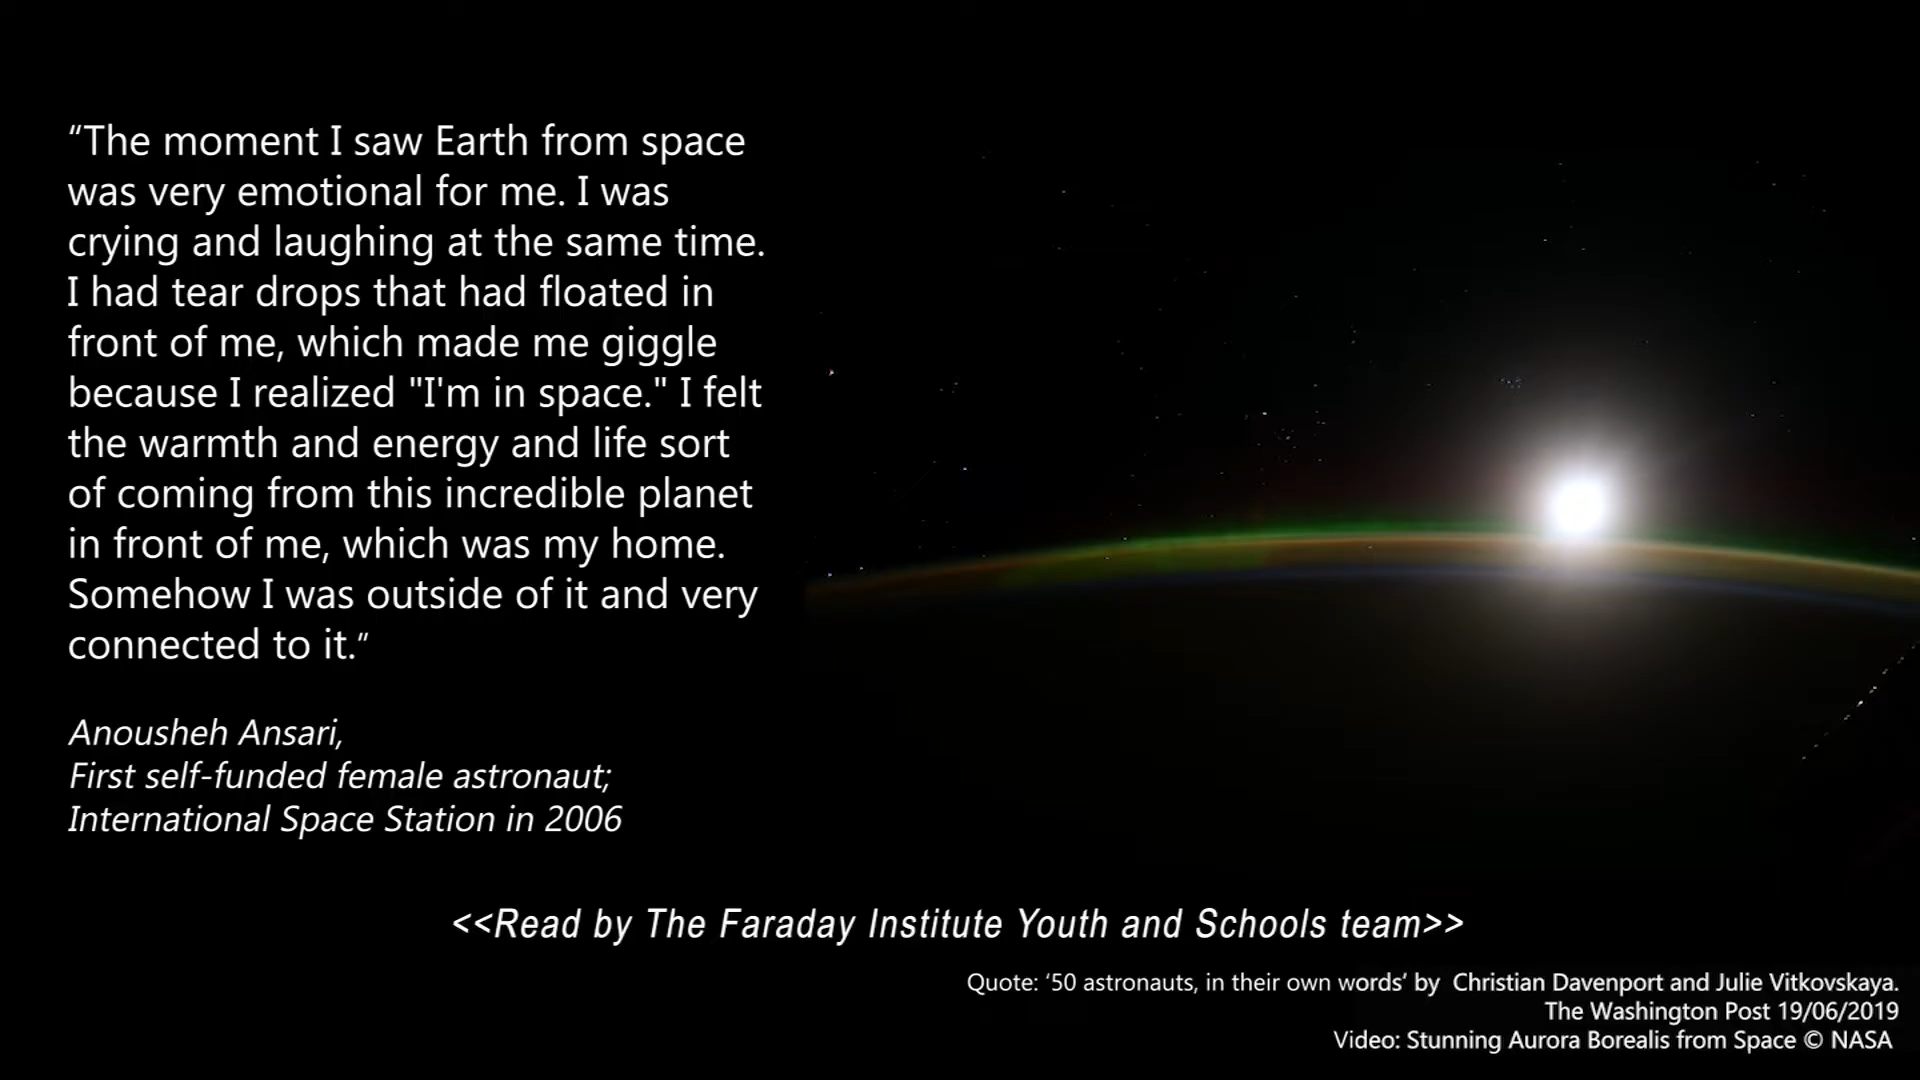 “The moment I saw Earth from space
was very emotional for me. I was
crying and laughing at the same time.
I had tear drops that had floated in
front of me, which made me giggle
because I realized "I'm in space." I felt
the warmth and energy and life sort
of coming from this incredible planet
in front of me, which was my home.
Somehow I was outside of it and very
connected to it.”
Anousheh Ansari,
First self-funded female astronaut;
International Space Station in 2006
<<Read by The Faraday Institute Youth and Schools team>>
Quote: ‘50 astronauts, in their own words’ by  Christian Davenport and Julie Vitkovskaya.
The Washington Post 19/06/2019
Video: Stunning Aurora Borealis from Space © NASA